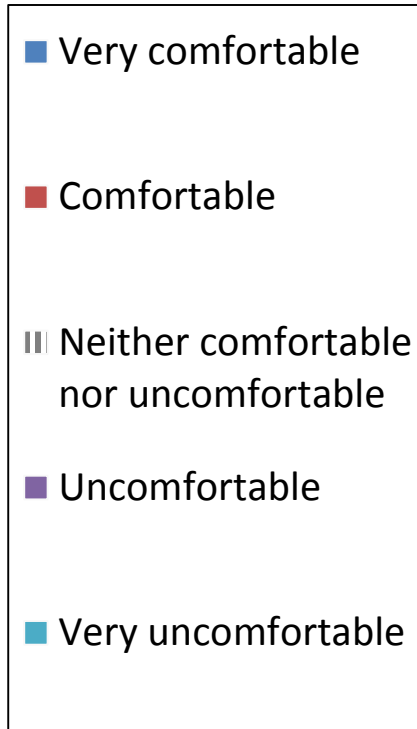 Very comfortable
Comfortable
Neither comfortable
nor uncomfortable
Uncomfortable
Very uncomfortable